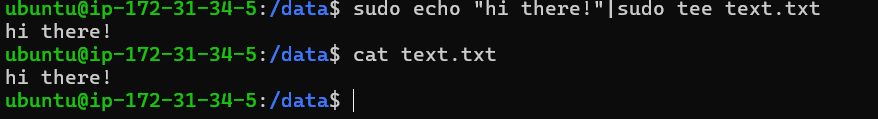 ubuntu@ip-172-31-34-5:/data$ sudo echo "hi there!"|sudo tee text.txt
hi there!
ubuntu@ip-172-31-34-5:/data$ cat text.txt
hi there!
ubuntu@ip-172-31-34-5:/data$